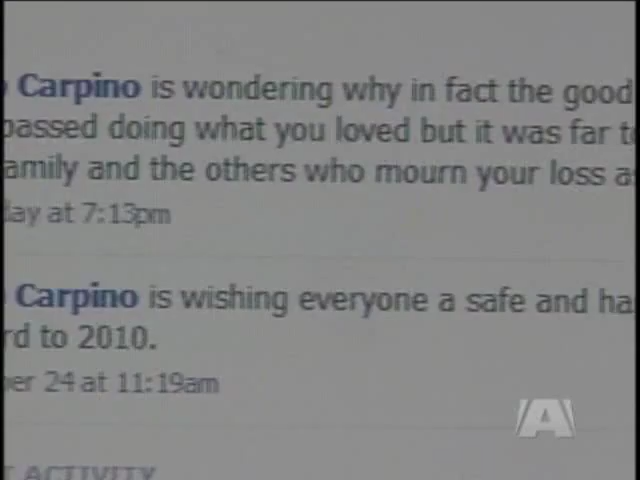 Carpino is wondering why in fact the good
passed doing what you loved but it was far t
amily and the others who mourn your loss a
day at 7:13pm
Carpino is wishing everyone a safe and ha
rd to 2010.
ber 24 at 11:19am
T ACTIVITY
A